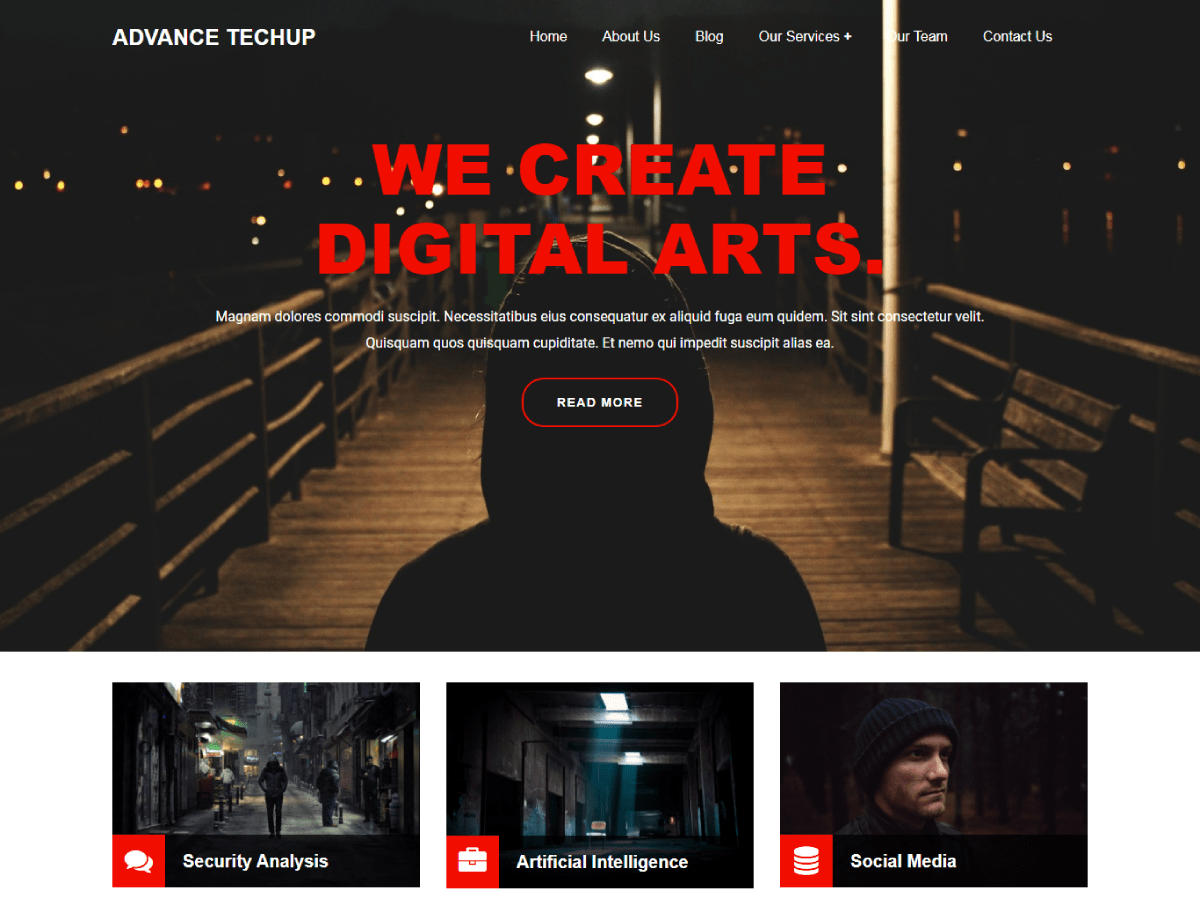 ADVANCE TECHUP
Home About Us Blog Our Services + Our Team Contact Us
WE CREATE
DIGITAL ARTS.
Magnam dolores commodi suscipit. Necessitatibus eius consequatur ex aliquid fuga eum quidem. Sit sint consectetur velit.
Quisquam quos quisquam cupiditate. Et nemo qui impedit suscipit alias ea.
READ MORE
Security Analysis
Artificial Intelligence
Social Media